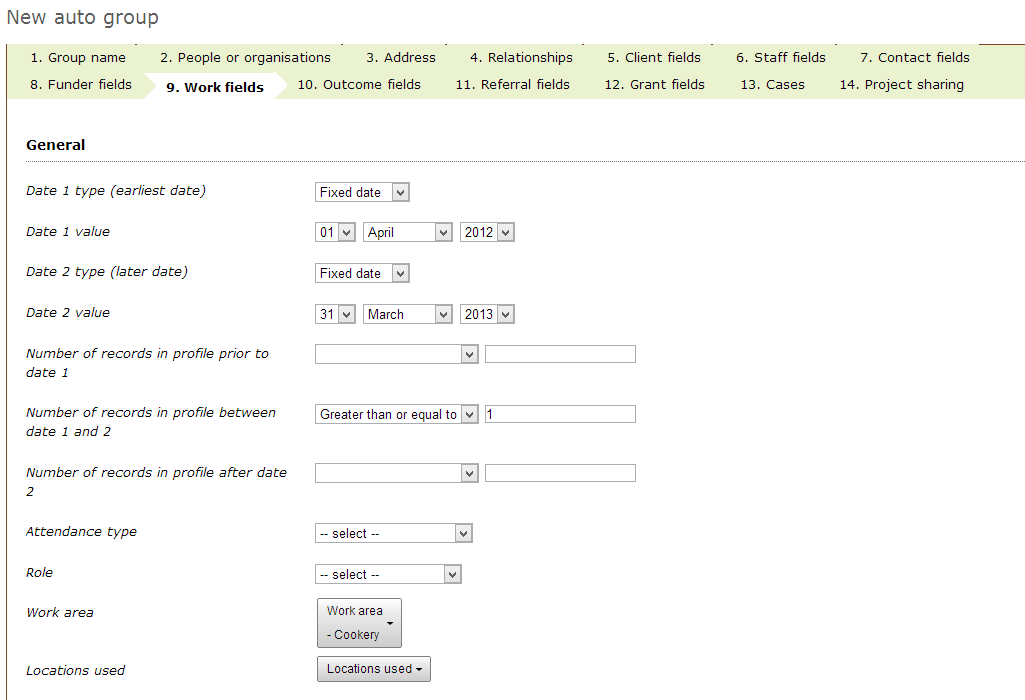 New auto group
1. Group name 2. People or organisations 3. Address 4. Relationships 5. Client fields 6. Staff fields 7. Contact fields
8. Funder fields 9. Work fields 10. Outcome fields 11. Referral fields 12. Grant fields 13. Cases 14. Project sharing
General
Date 1 type (earliest date) Fixed date
Date 1 value 01 April 2012
Date 2 type (later date) Fixed date
Date 2 value 31 March 2013
Number of records in profile prior to
date 1
Number of records in profile between Greater than or equal to 1
date 1 and 2
Number of records in profile after date
2
Attendance type -- select --
Role -- select --
Work area Work area
- Cookery
Locations used Locations used